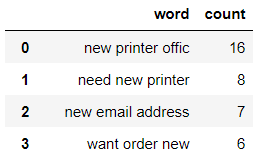 word count
0 new printer offic 16
1 need new printer 8
2 new email address 7
3 want order new 6